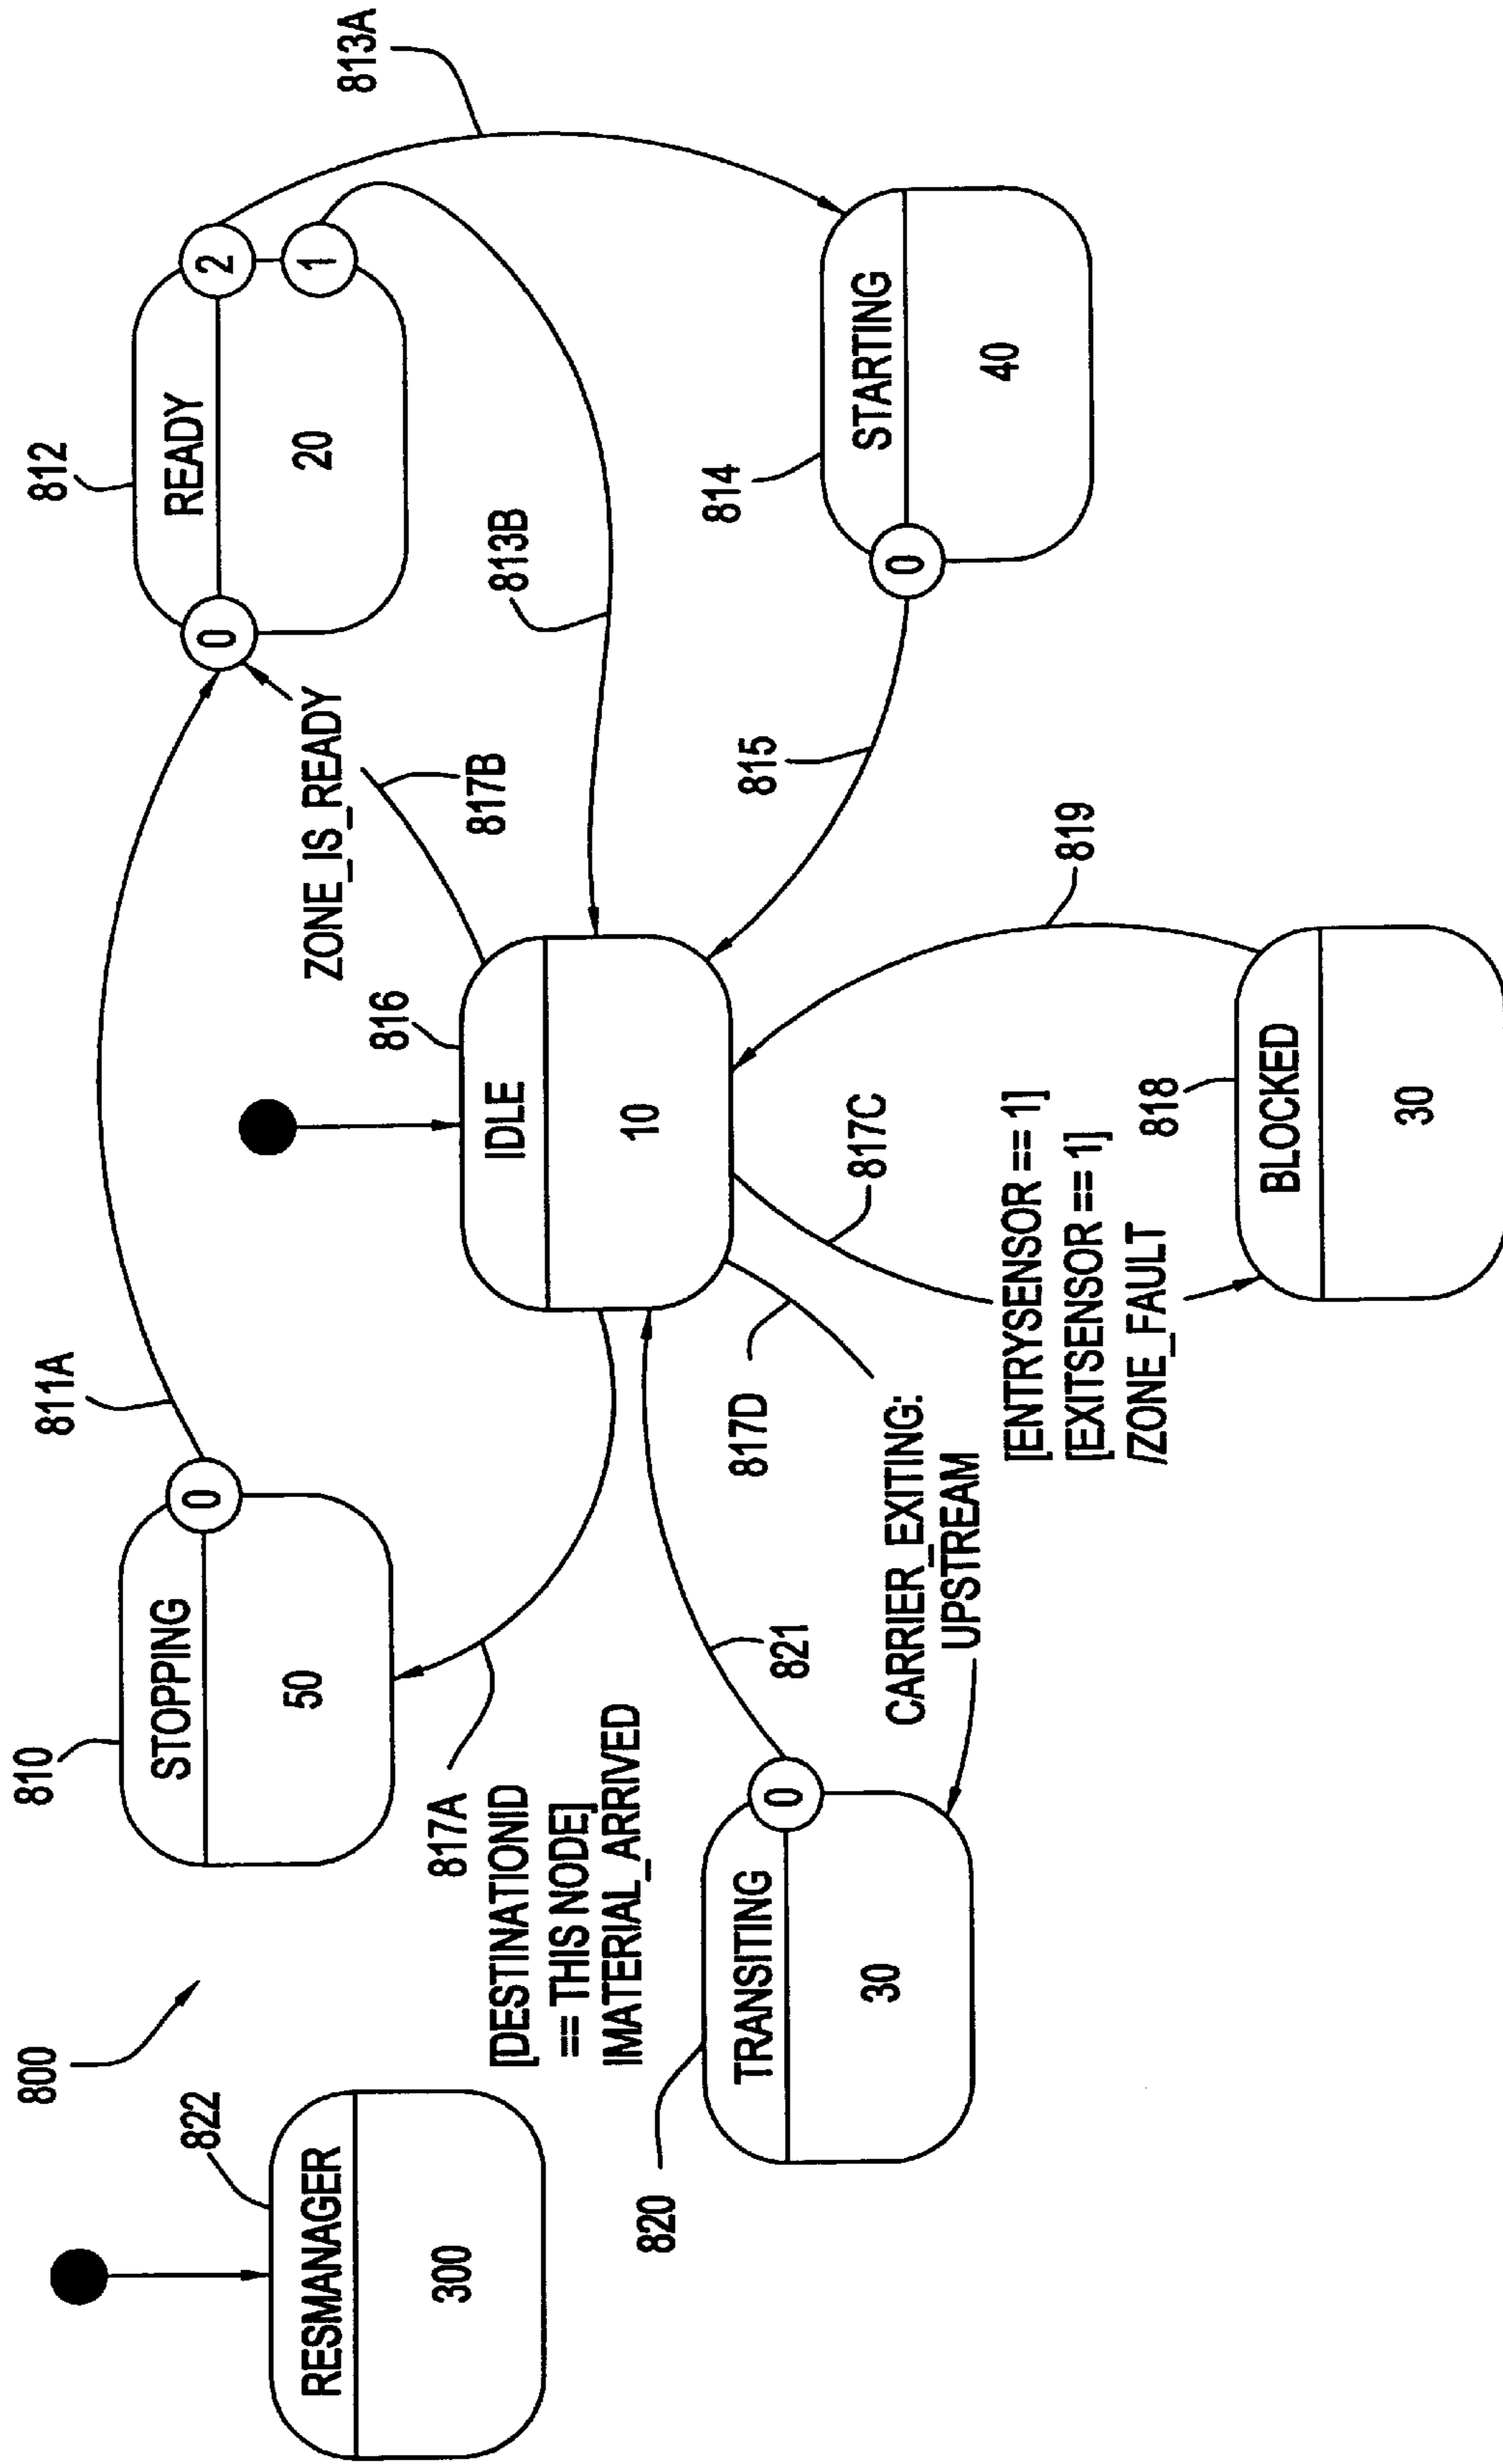 800
822
RESMANAGER
300
810
STOPPING
50
0
811A
812
READY
20
0
2
1
813A
817A
[DESTINATIONID
== THIS NODE]
IMATERIAL_ARRIVED
816
IDLE
10
ZONE_IS_READY
817B
813B
820
TRANSITING
30
0
821
817D
CARRIER_EXITING:
UPSTREAM
817C
[ENTRYSENSOR == 1]
[EXITSENSOR == 1]
/ZONE_FAULT
815
814
STARTING
40
0
819
818
BLOCKED
30